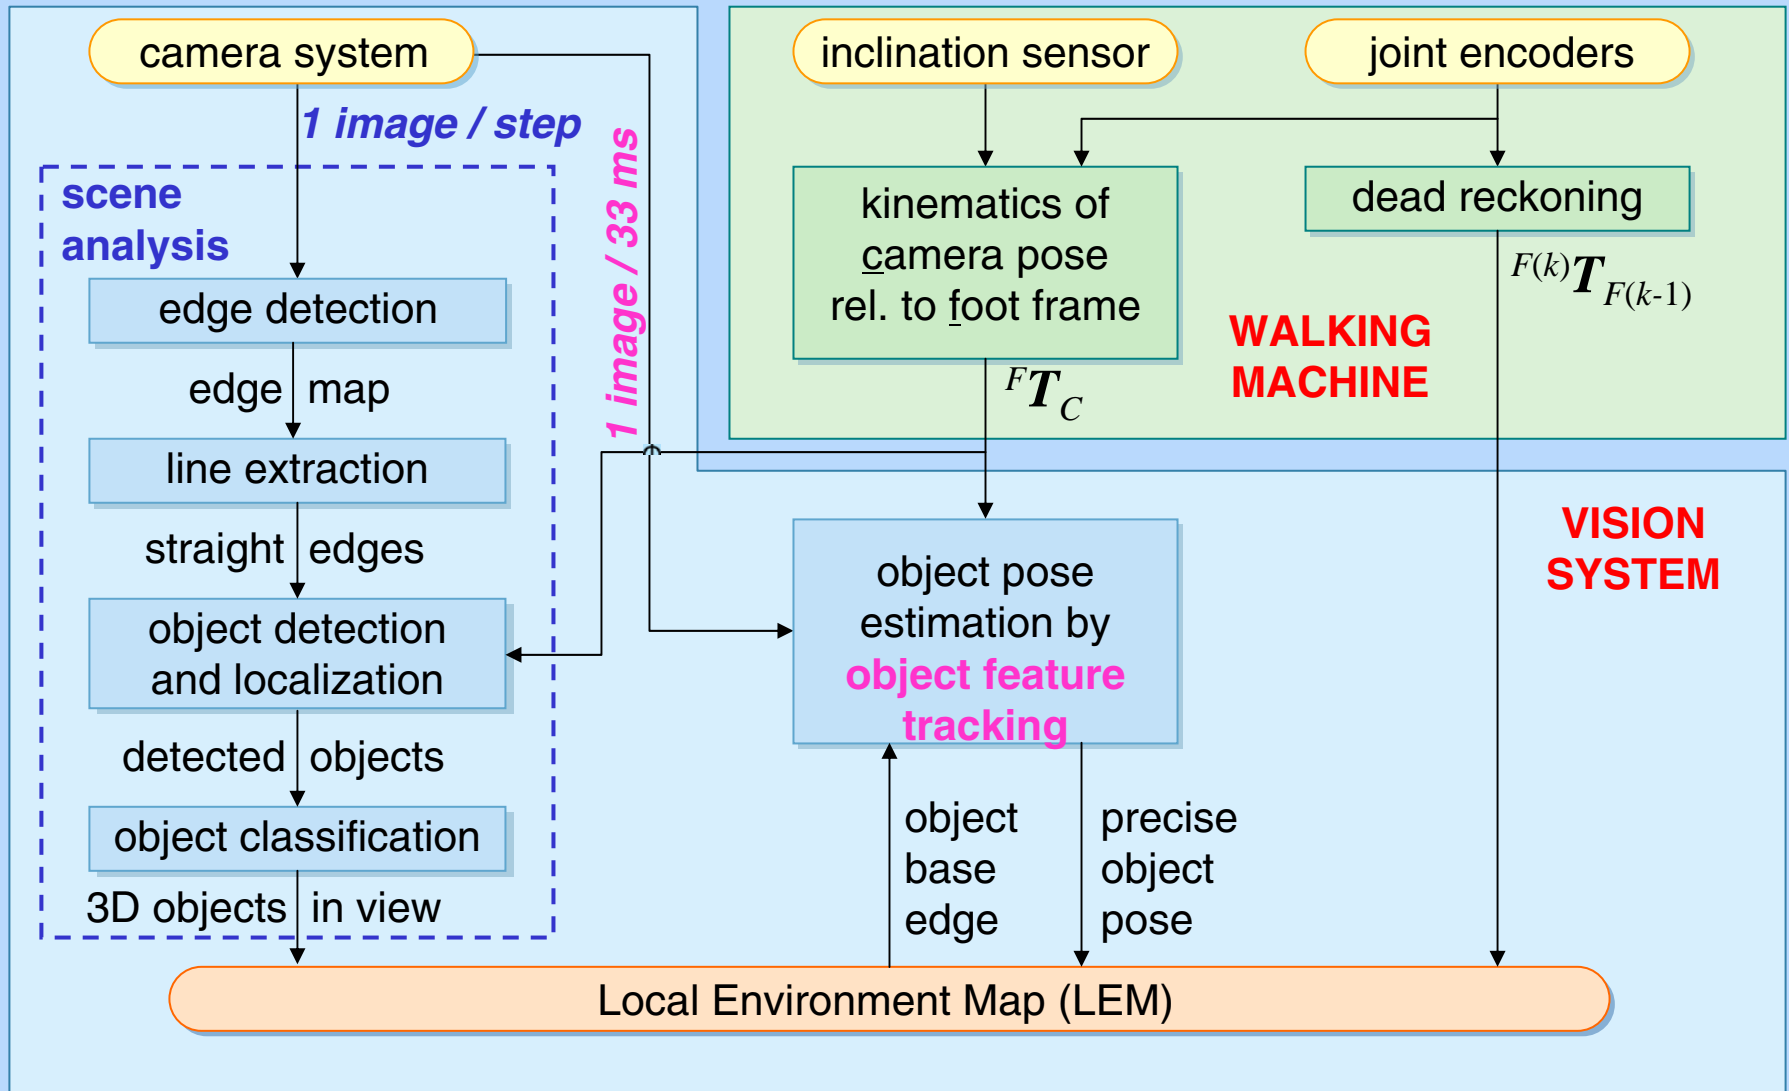 camera system
inclination sensor
joint encoders
1 image / step
1 image / 33 ms
scene
analysis
edge detection
edge map
line extraction
straight edges
object detection
and localization
detected objects
object classification
3D objects in view
kinematics of
camera pose
rel. to foot frame
dead reckoning
F(k)TF(k-1)
WALKING
MACHINE
FTC
VISION
SYSTEM
object pose
estimation by
object feature
tracking
object
base
edge
precise
object
pose
Local Environment Map (LEM)